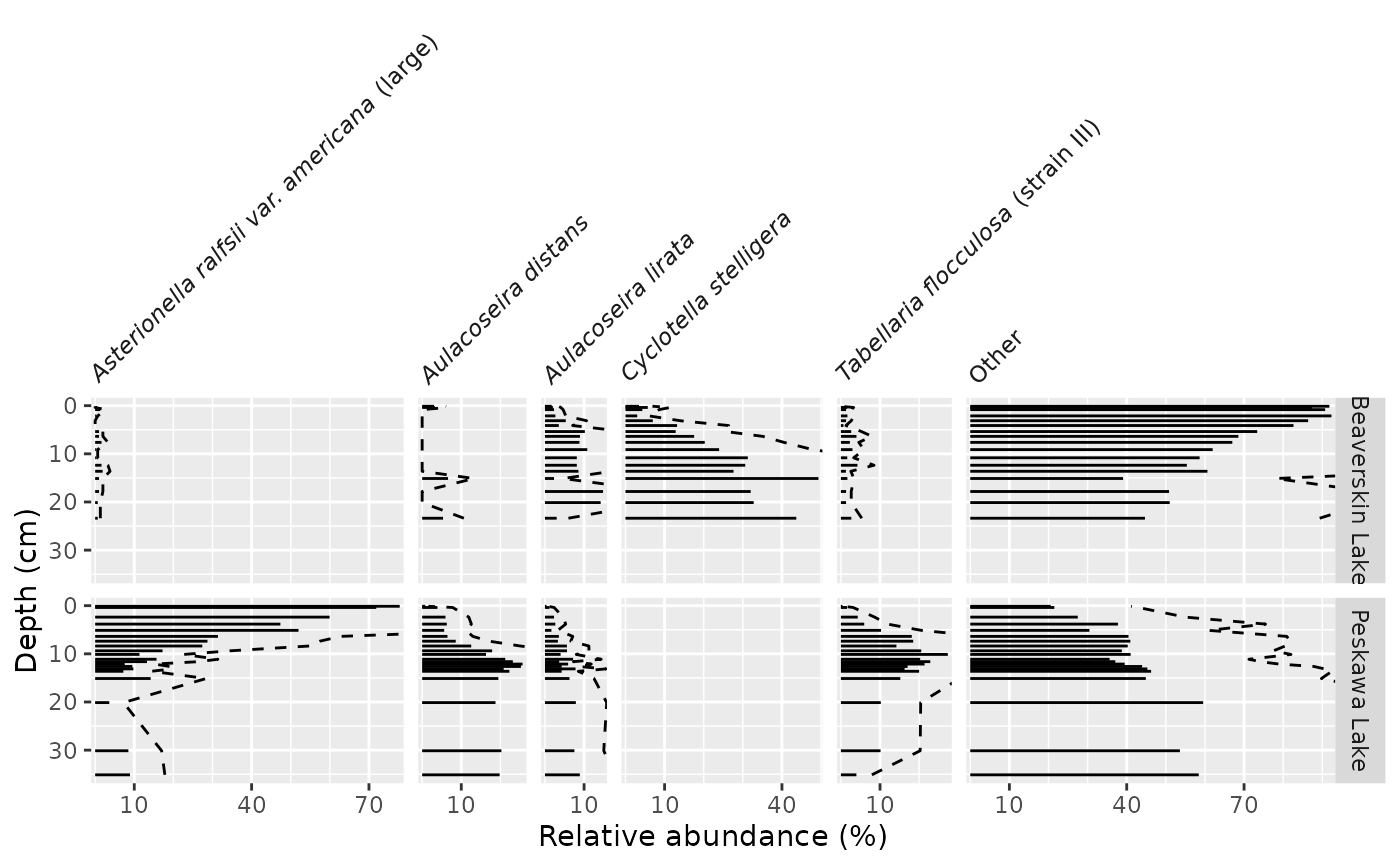 Asterionella ralfsii var. americana (large)
Aulacoseira distans
Aulacoseira lirata
Cyclotella stelligera
Tabellaria flocculosa (strain III)
Other
Depth (cm)
0
10
20
30
Beaverskin Lake
0
10
20
30
Peskawa Lake
10 40 70 10 10 10 40 10 10 40 70
Relative abundance (%)